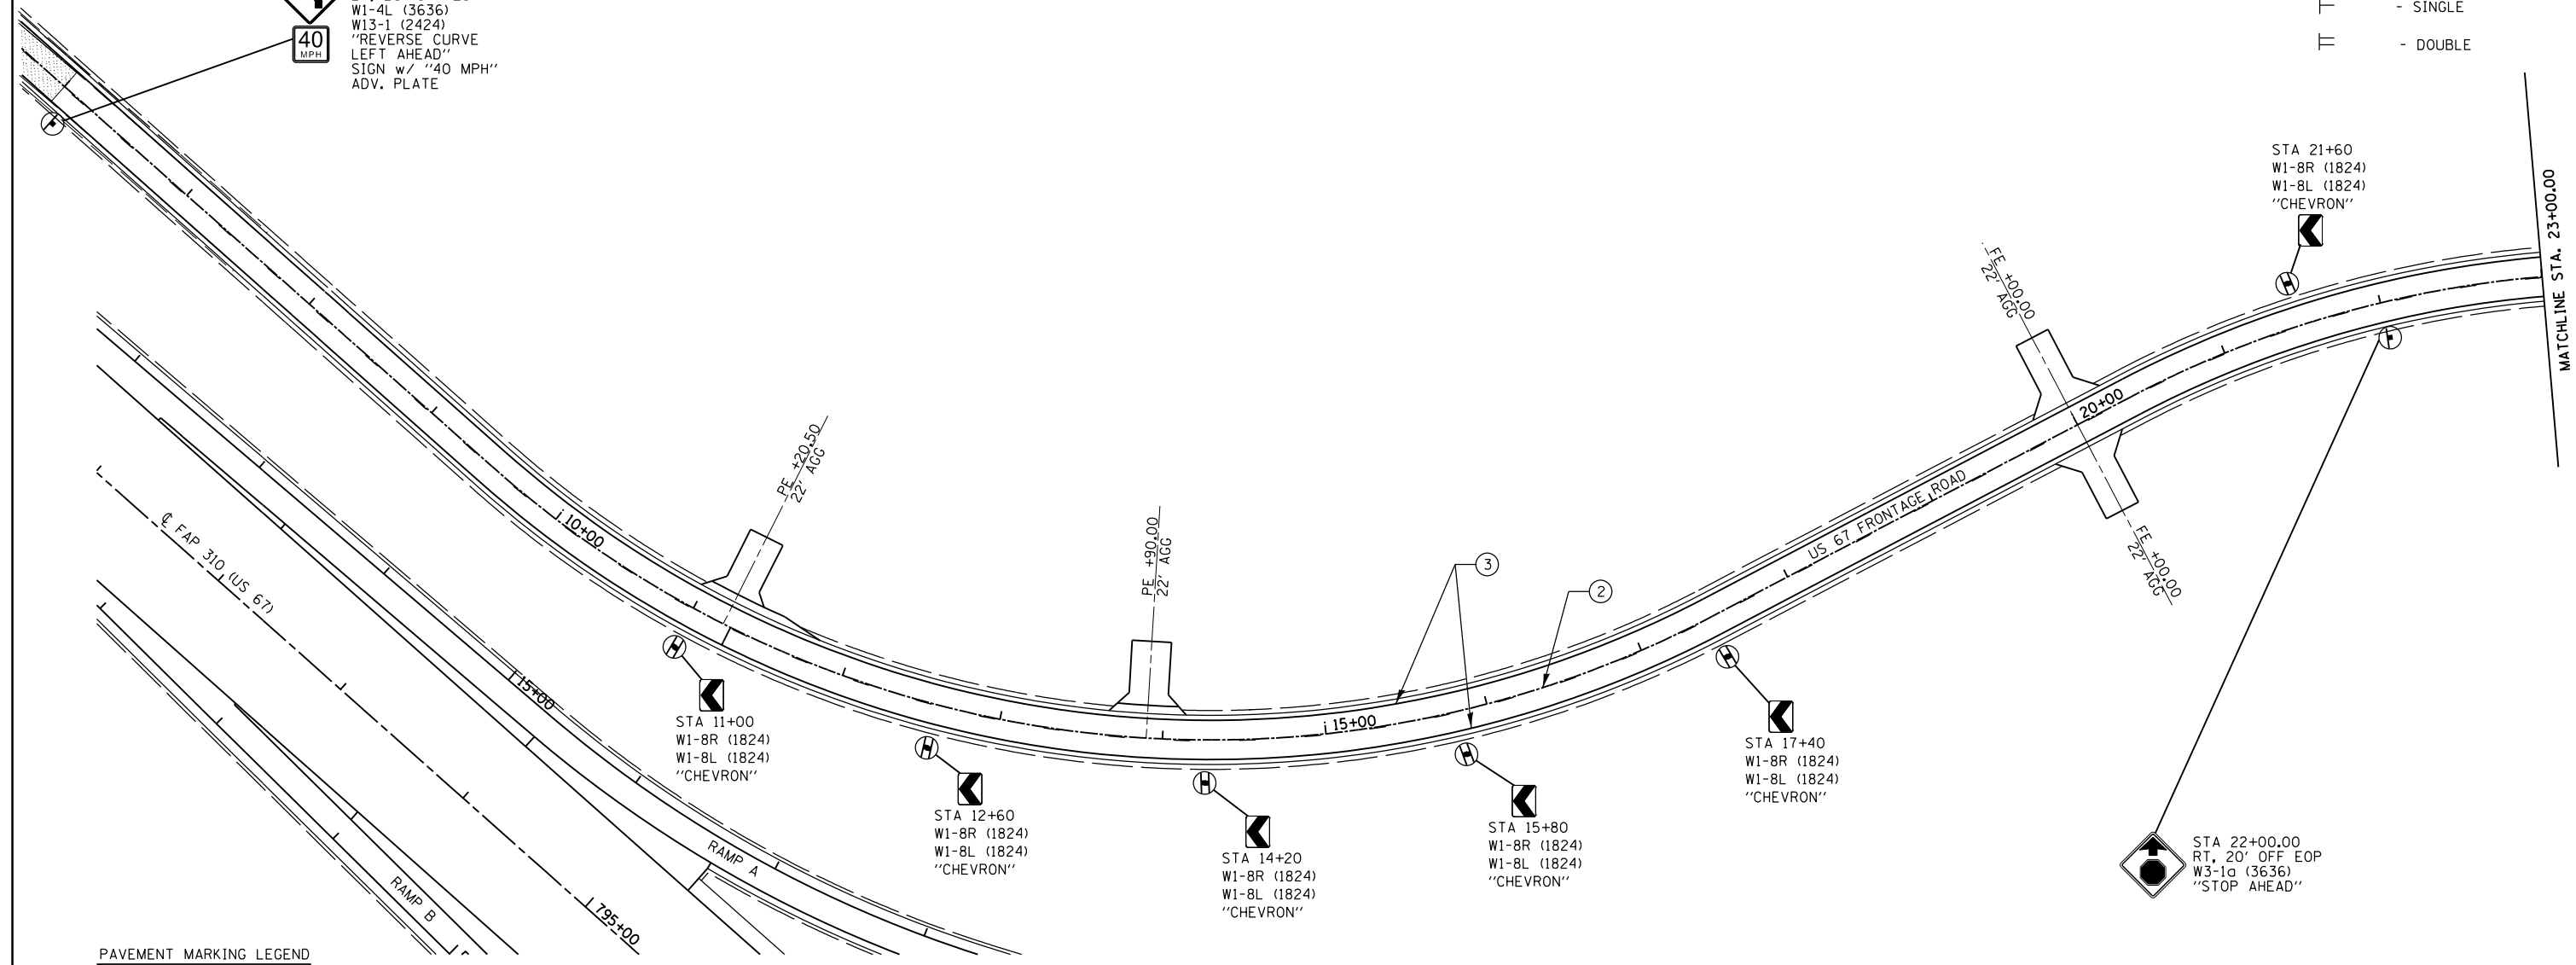 W1-4L (3636)
W13-1 (2424)
"REVERSE CURVE
LEFT AHEAD"
SIGN w/ "40 MPH"
ADV. PLATE
40
MPH
- SINGLE
- DOUBLE
STA 21+60
W1-8R (1824)
W1-8L (1824)
"CHEVRON"
MATCHLINE STA. 23+00.00
FE +00.00
22' AGG
20+00
US 67 FRONTAGE ROAD
FE +00.00
22' AGG
PE +20.50
22' AGG
10+00
PE +90.00
22' AGG
3
2
15+00
℄ FAP 310 (US 67)
15+00
STA 11+00
W1-8R (1824)
W1-8L (1824)
"CHEVRON"
STA 12+60
W1-8R (1824)
W1-8L (1824)
"CHEVRON"
STA 14+20
W1-8R (1824)
W1-8L (1824)
"CHEVRON"
STA 15+80
W1-8R (1824)
W1-8L (1824)
"CHEVRON"
STA 17+40
W1-8R (1824)
W1-8L (1824)
"CHEVRON"
STA 22+00.00
RT, 20' OFF EOP
W3-1a (3636)
"STOP AHEAD"
RAMP A
RAMP B
795+00
PAVEMENT MARKING LEGEND